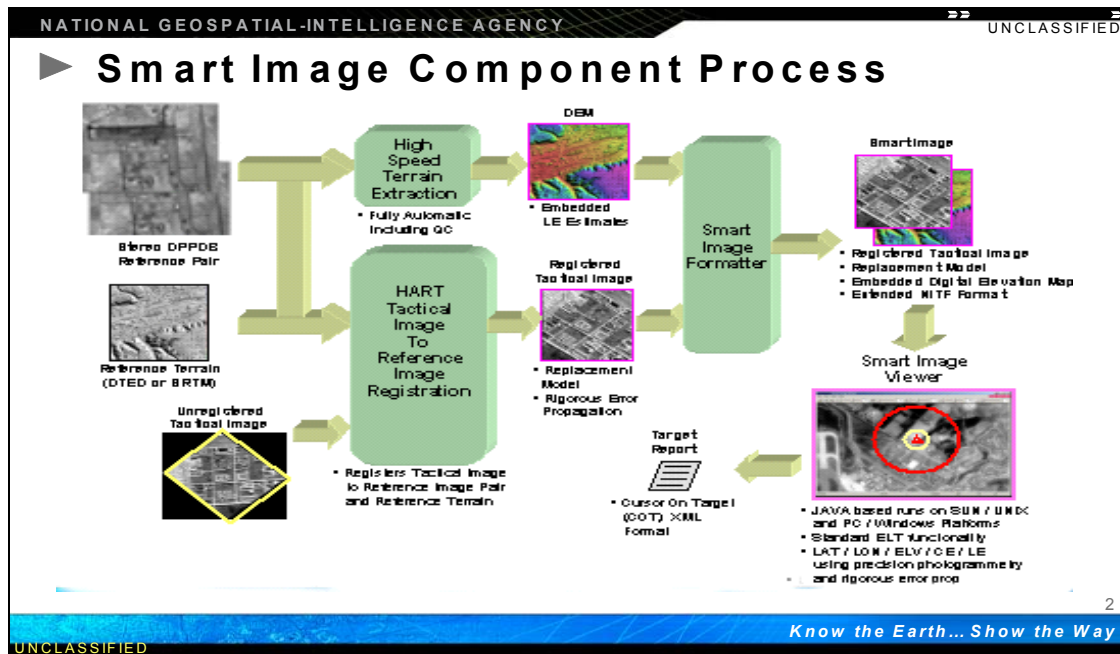 NATIONAL GEOSPATIAL-INTELLIGENCE AGENCY
UNCLASSIFIED
Smart Image Component Process
Stereo DPPDB
Reference Pair
High
Speed
Terrain
Extraction
• Fully Automatic
Including QC
DEM
• Embedded
LE Estimates
Reference Terrain
(DTED or SRTM)
Unregistered
Tactical Image
HART
Tactical
Image
To
Reference
Image
Registration
• Registers Tactical Image
to Reference Image Pair
and Reference Terrain
Registered
Tactical Image
• Replacement
Model
• Rigorous Error
Propagation
Smart
Image
Formatter
SmartImage
• Registered Tactical Image
• Replacement Model
• Embedded Digital Elevation Map
• Extended NITF Format
Smart Image
Viewer
Target
Report
• Cursor On Target
(COT) XML
Format
• JAVA based runs on SUN / UNIX
and PC / Windows Platforms
• Standard ELT functionality
• LAT / LON / ELV / CE / LE
using precision photogrammetry
and rigorous error prop
2
Know the Earth... Show the Way
UNCLASSIFIED